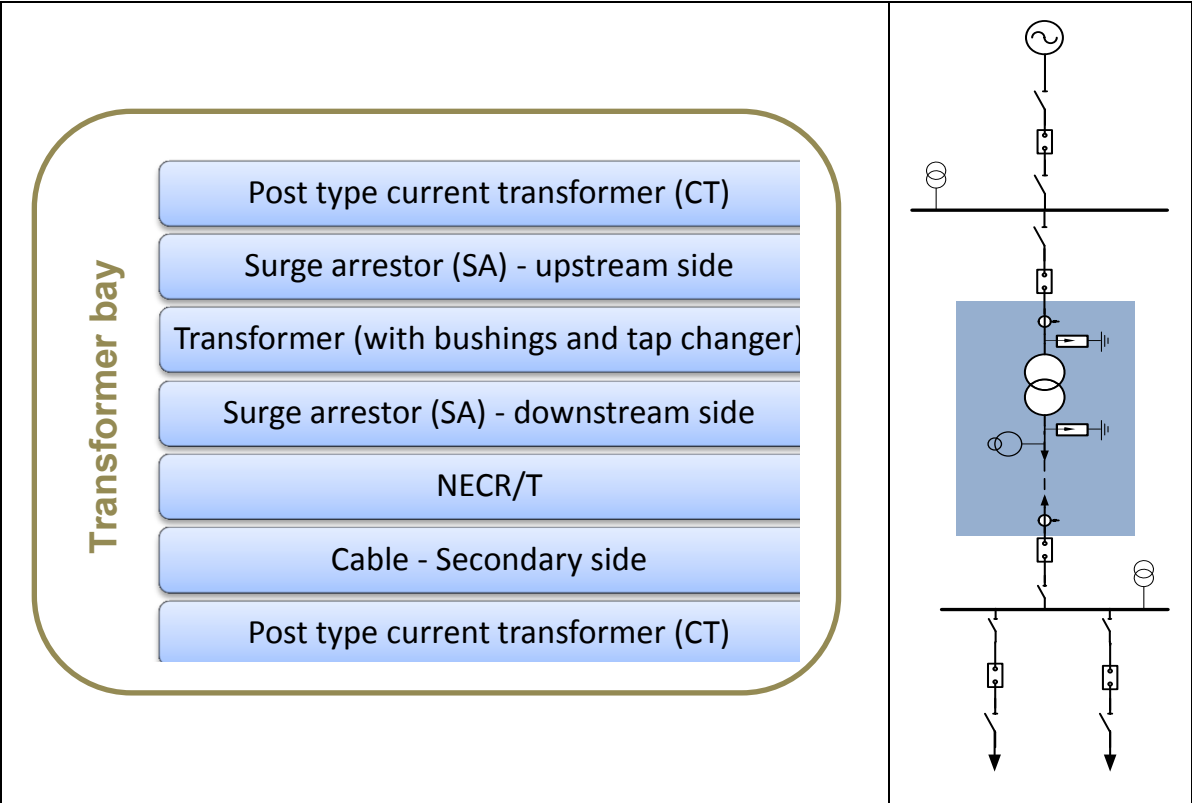 Transformer bay
Post type current transformer (CT)
Surge arrestor (SA) - upstream side
Transformer (with bushings and tap changer)
Surge arrestor (SA) - downstream side
NECR/T
Cable - Secondary side
Post type current transformer (CT)